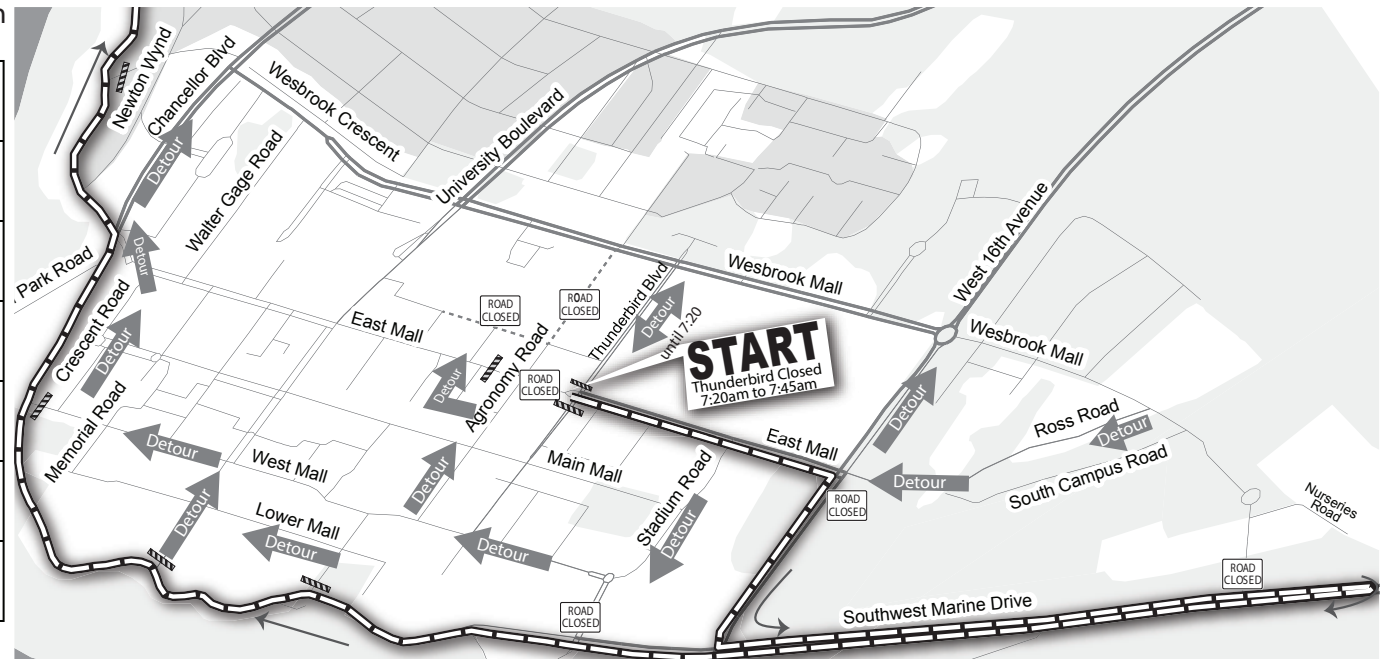 n
Newton Wynd
Chancellor Blvd
Detour
Wesbrook Crescent
University Boulevard
Walter Gage Road
Park Road
Detour
Crescent Road
Detour
Memorial Road
East Mall
ROAD
CLOSED
ROAD
CLOSED
Thunderbird Blvd
Detour
until 7:20
Wesbrook Mall
West 16th Avenue
START
Thunderbird Closed
7:20am to 7:45am
Wesbrook Mall
Agronomy Road
Detour
ROAD
CLOSED
Detour
Ross Road
Detour
South Campus Road
Detour
East Mall
Detour
West Mall
Detour
Main Mall
Stadium Road
Detour
ROAD
CLOSED
Nurseries
Road
Detour
Lower Mall
Detour
Detour
ROAD
CLOSED
ROAD
CLOSED
Southwest Marine Drive